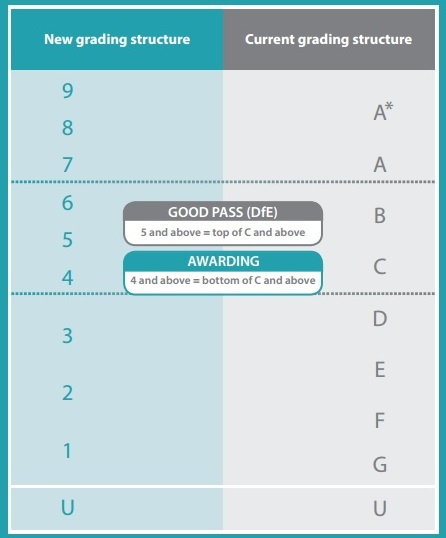 New grading structure
Current grading structure
9
8
A*
7
A
6
B
GOOD PASS (DfE)
5 and above = top of C and above
5
C
AWARDING
4 and above = bottom of C and above
4
D
3
E
2
F
1
G
U
U